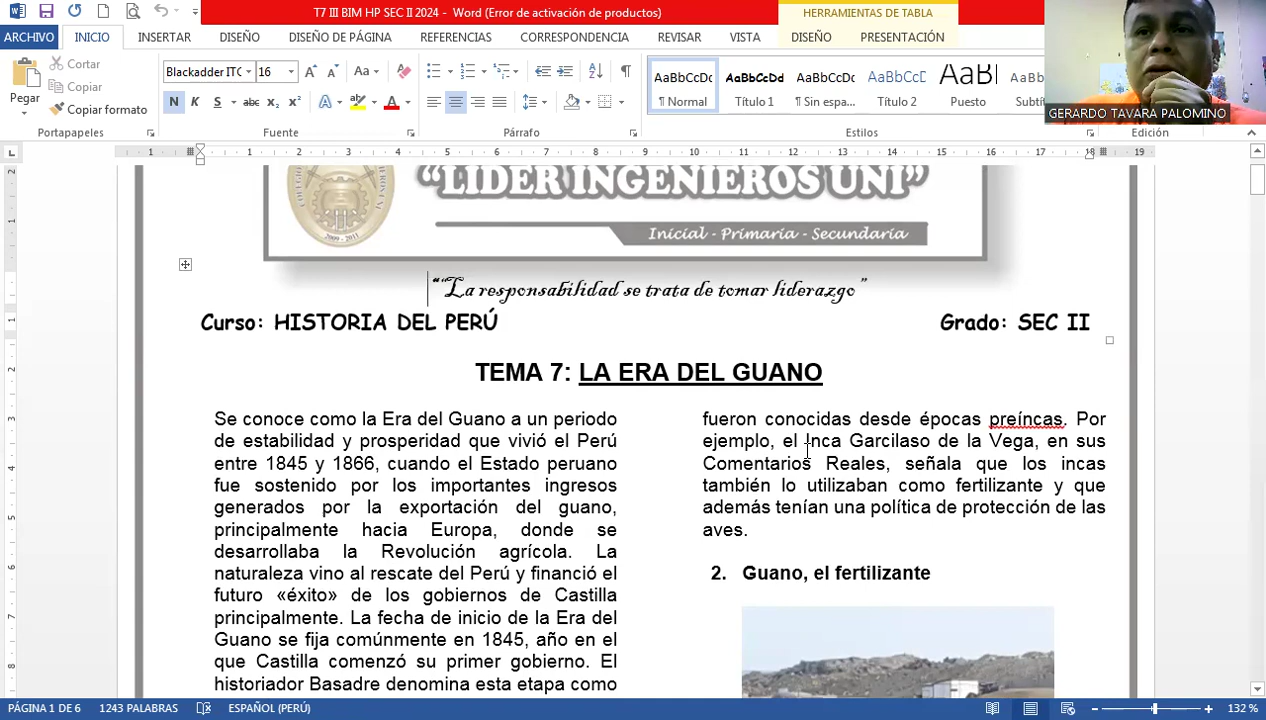 T7 III BIM HP SEC II 2024 - Word (Error de activación de productos)
HERRAMIENTAS DE TABLA
ARCHIVO INICIO INSERTAR DISEÑO DISEÑO DE PÁGINA REFERENCIAS CORRESPONDENCIA REVISAR VISTA DISEÑO PRESENTACIÓN
Pegar
Cortar
Copiar
Copiar formato
Portapapeles
Blackadder ITC 16
N K S abc x₂ x²
Fuente
Párrafo
AaBbCcDc AaBbCcDd AaBbCcDc AaBbCcD AaBbC AaBbCcD
¶ Normal Título 1 ¶ Sin espa... Título 2 Puesto Subtít
Estilos
Edición
GERARDO TAVARA PALOMINO
"LIDER INGENIEROS UNI"
2009 - 2011
Inicial - Primaria - Secundaria
"“La responsabilidad se trata de tomar liderazgo”
Curso: HISTORIA DEL PERÚ
Grado: SEC II
TEMA 7: LA ERA DEL GUANO
Se conoce como la Era del Guano a un periodo
de estabilidad y prosperidad que vivió el Perú
entre 1845 y 1866, cuando el Estado peruano
fue sostenido por los importantes ingresos
generados por la exportación del guano,
principalmente hacia Europa, donde se
desarrollaba la Revolución agrícola. La
naturaleza vino al rescate del Perú y financió el
futuro «éxito» de los gobiernos de Castilla
principalmente. La fecha de inicio de la Era del
Guano se fija comúnmente en 1845, año en el
que Castilla comenzó su primer gobierno. El
historiador Basadre denomina esta etapa como
fueron conocidas desde épocas preíncas. Por
ejemplo, el Inca Garcilaso de la Vega, en sus
Comentarios Reales, señala que los incas
también lo utilizaban como fertilizante y que
además tenían una política de protección de las
aves.
2. Guano, el fertilizante
PÁGINA 1 DE 6 1243 PALABRAS ESPAÑOL (PERÚ) 132 %